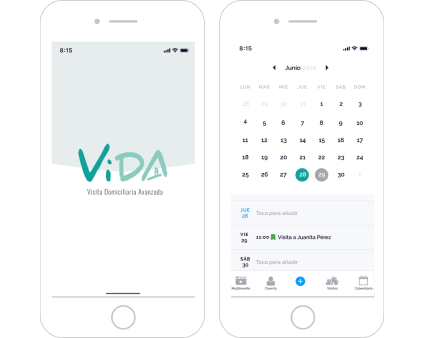 8:15
ViDA
Visita Domiciliaria Avanzada
8:15
Junio 2018
LUN MAR MIÉ JUE VIE SÁB DOM
28 29 30 31 1 2 3
4 5 6 7 8 9 10
11 12 13 14 15 16 17
18 19 20 21 22 23 24
25 26 27 28 29 30 1
JUE
28 Toca para añadir
VIE
29 11:00 Visita a Juanita Pérez
SÁB
30 Toca para añadir
Multimedia Cuenta Visitas Calendario